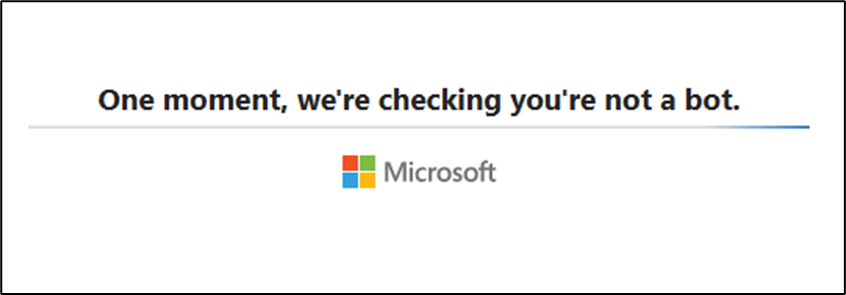 One moment, we're checking you're not a bot.
Microsoft